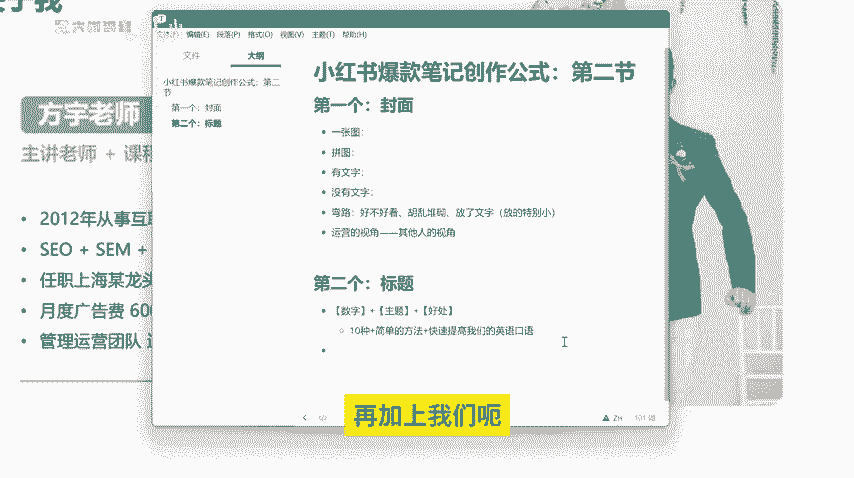 编辑(E) 段落(P) 格式(O) 视图(V) 主题(T) 帮助(H)
文件
大纲
小红书爆款笔记创作公式：第二节
第一个：封面
第二个：标题
小红书爆款笔记创作公式：第二节
第一个：封面
一张图：
拼图：
有文字：
没有文字：
弯路：好不好看、胡乱堆砌、放了文字（放的特别小）
运营的视角——其他人的视角
第二个：标题
【数字】+【主题】+【好处】
10种+简单的方法+快速提高我们的英语口语
方宇老师
主讲老师 + 课程
2012年从事互联
SEO + SEM +
任职上海某龙头
月度广告费 600
管理运营团队
再加上我们呃